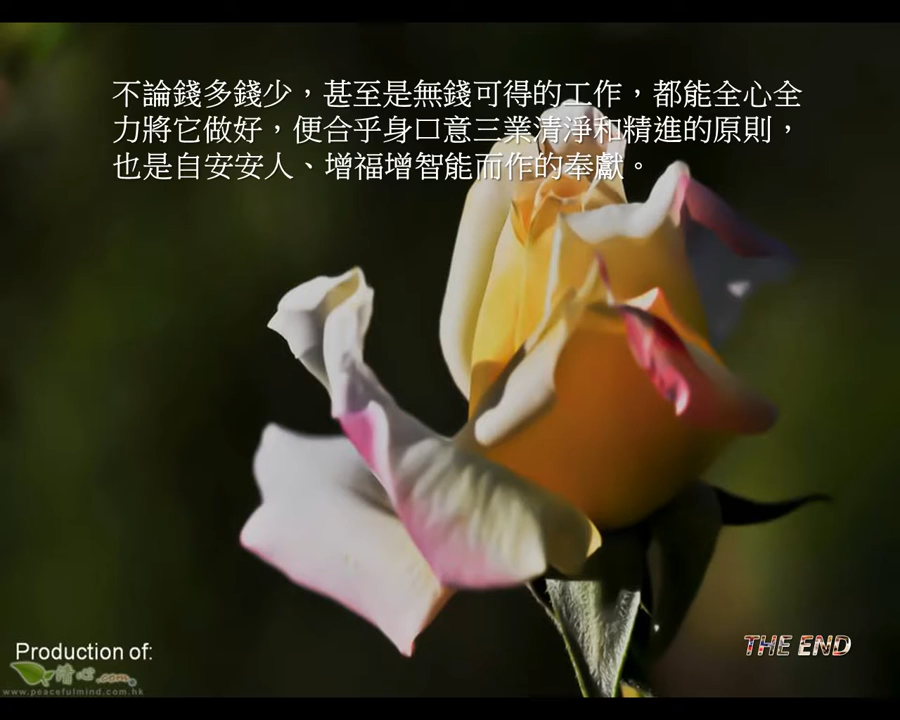 不論錢多錢少，甚至是無錢可得的工作，都能全心全
力將它做好，便合乎身口意三業清淨和精進的原則，
也是自安安人、增福增智能而作的奉獻。
Production of:
清心.com
www.peacefulmind.com.hk
THE END